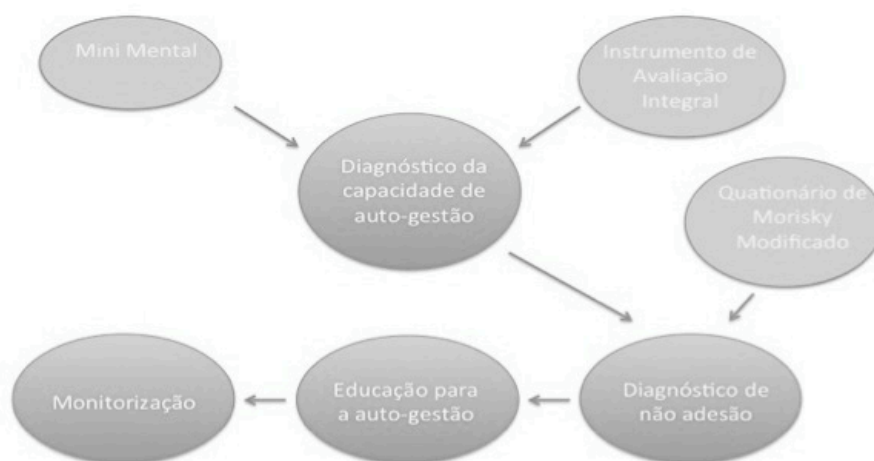 Mini Mental
Instrumento de
Avaliação
Integral
Diagnóstico da
capacidade de
auto-gestão
Quationário de
Morisky
Modificado
Monitorização
Educação para
a auto-gestão
Diagnóstico de
não adesão